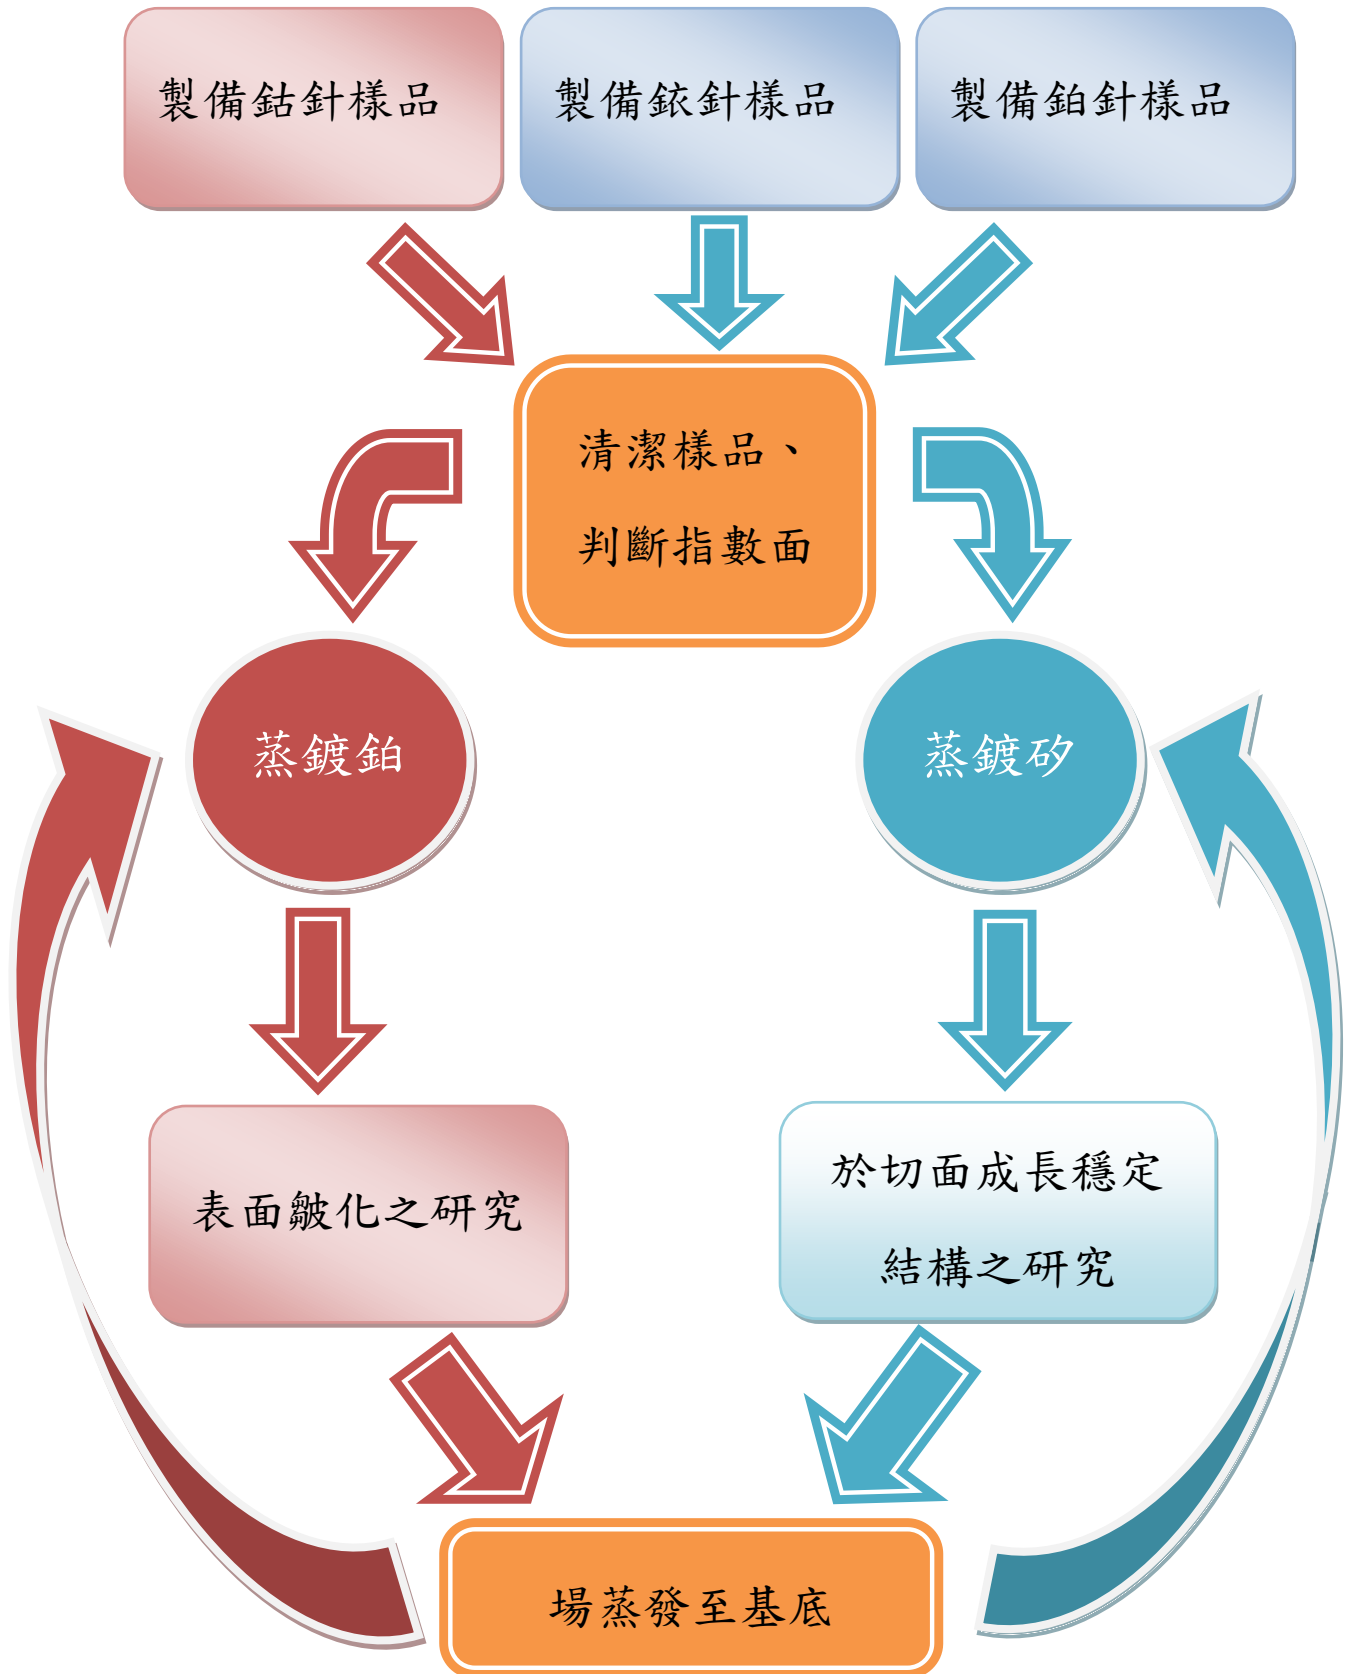 製備鈷針樣品
製備銥針樣品
製備鉑針樣品
清潔樣品、
判斷指數面
蒸鍍鉑
蒸鍍矽
表面皺化之研究
於切面成長穩定
結構之研究
場蒸發至基底